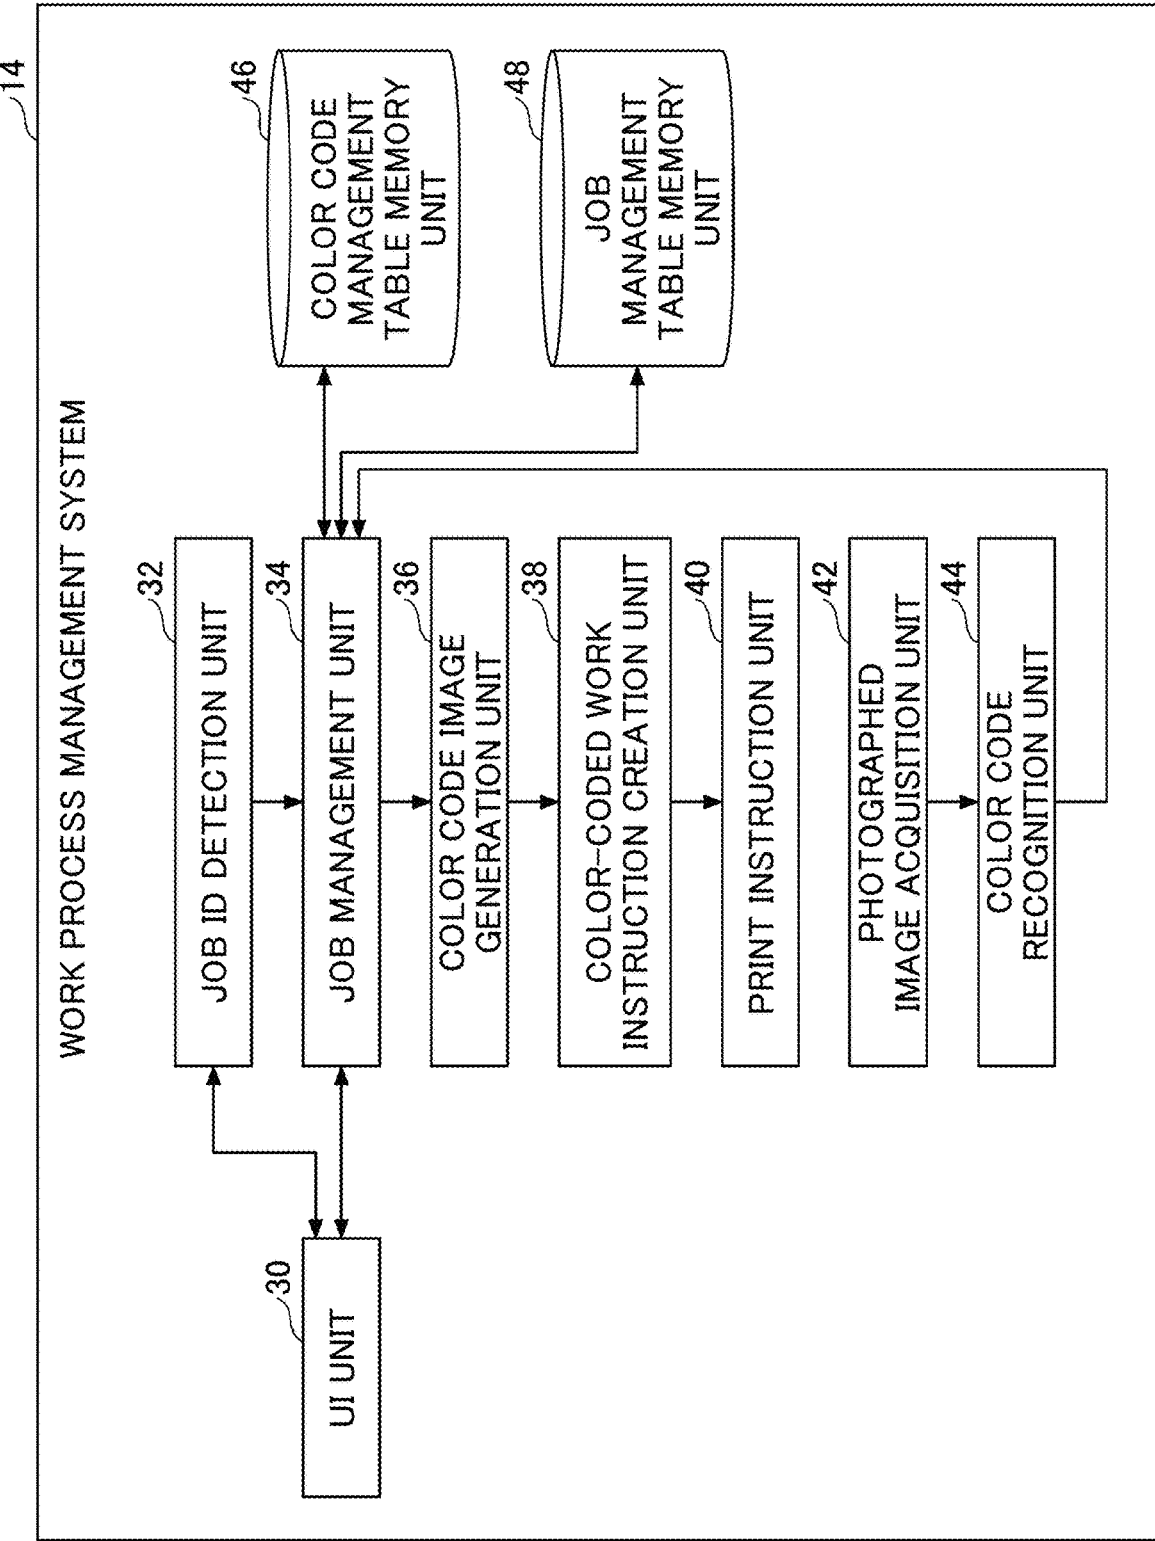 14
WORK PROCESS MANAGEMENT SYSTEM
30
UI UNIT
32
JOB ID DETECTION UNIT
34
JOB MANAGEMENT UNIT
36
COLOR CODE IMAGE
GENERATION UNIT
38
COLOR-CODED WORK
INSTRUCTION CREATION UNIT
40
PRINT INSTRUCTION UNIT
42
PHOTOGRAPHED
IMAGE ACQUISITION UNIT
44
COLOR CODE
RECOGNITION UNIT
46
COLOR CODE
MANAGEMENT
TABLE MEMORY
UNIT
48
JOB
MANAGEMENT
TABLE MEMORY
UNIT